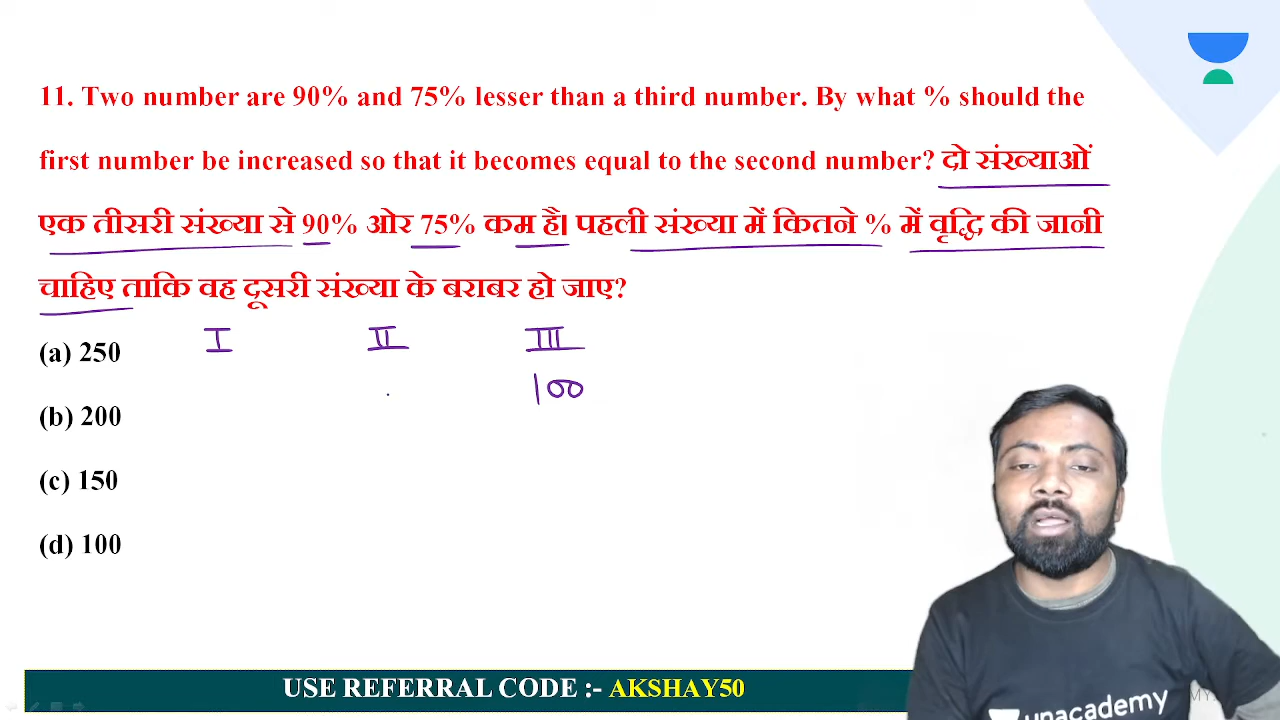 11. Two number are 90% and 75% lesser than a third number. By what % should the
first number be increased so that it becomes equal to the second number? दो संख्याओं
एक तीसरी संख्या से 90% ओर 75% कम है। पहली संख्या में कितने % में वृद्धि की जानी
चाहिए ताकि वह दूसरी संख्या के बराबर हो जाए?
I II III
(a) 250
100
(b) 200
(c) 150
(d) 100
USE REFERRAL CODE :- AKSHAY50
unacademy